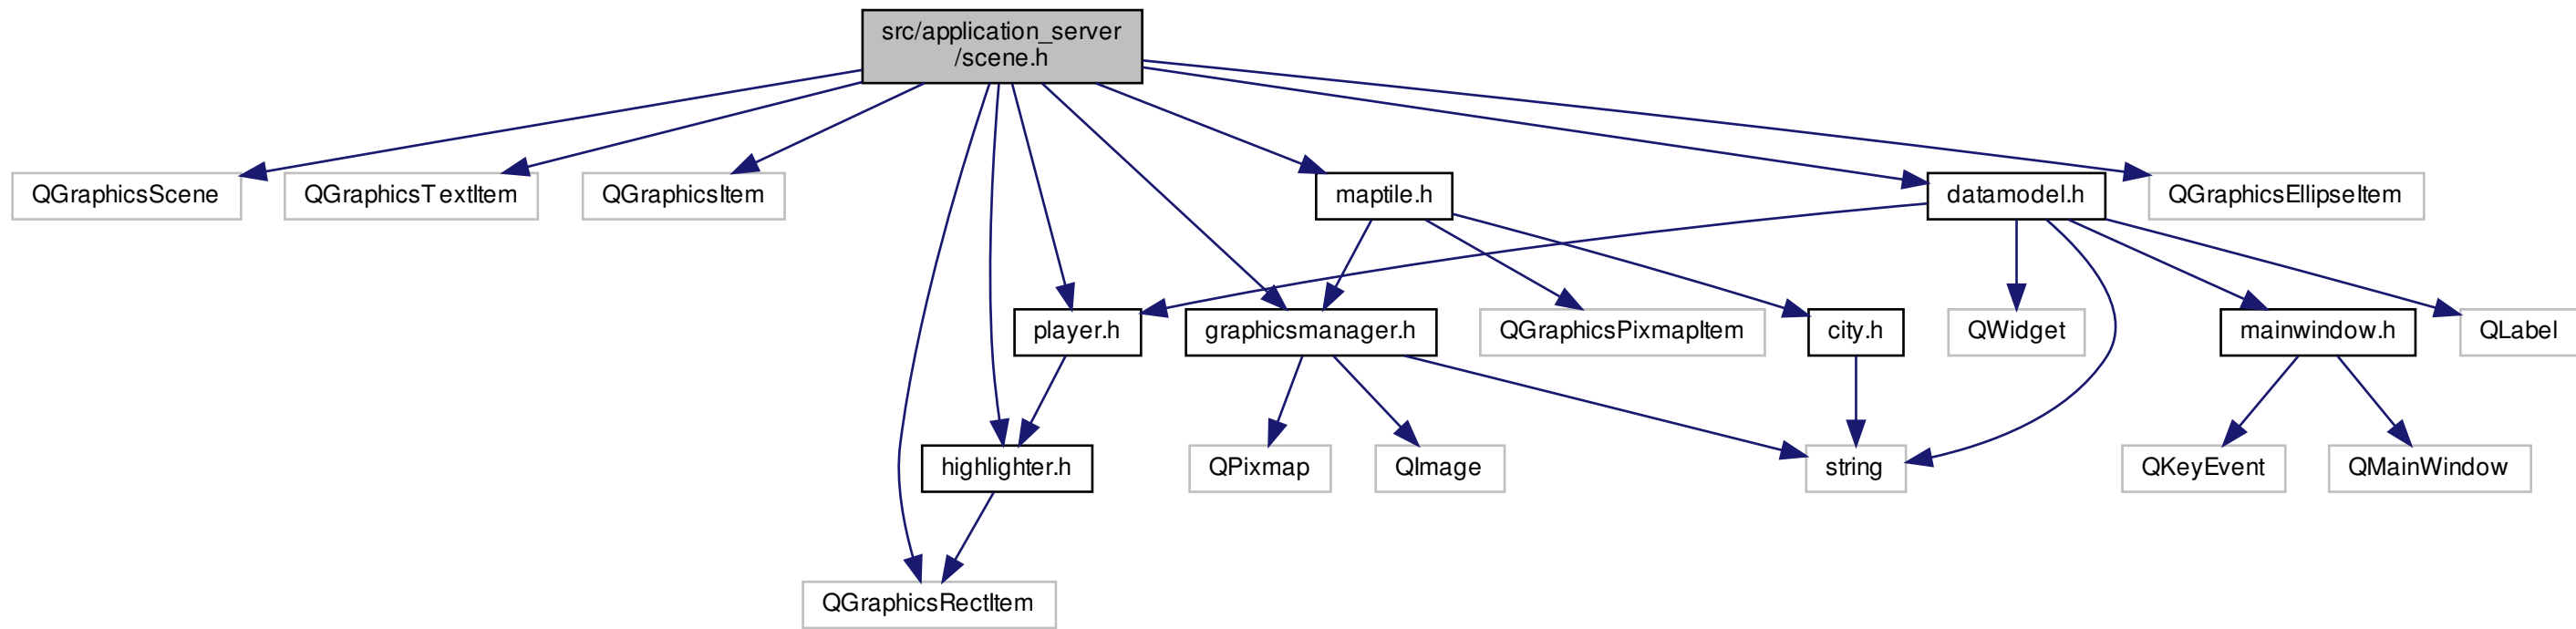 src/application_server
/scene.h
QGraphicsScene
QGraphicsTextItem
QGraphicsItem
maptile.h
datamodel.h
QGraphicsEllipseItem
player.h
graphicsmanager.h
QGraphicsPixmapItem
city.h
QWidget
mainwindow.h
QLabel
highlighter.h
QPixmap
QImage
string
QKeyEvent
QMainWindow
QGraphicsRectItem